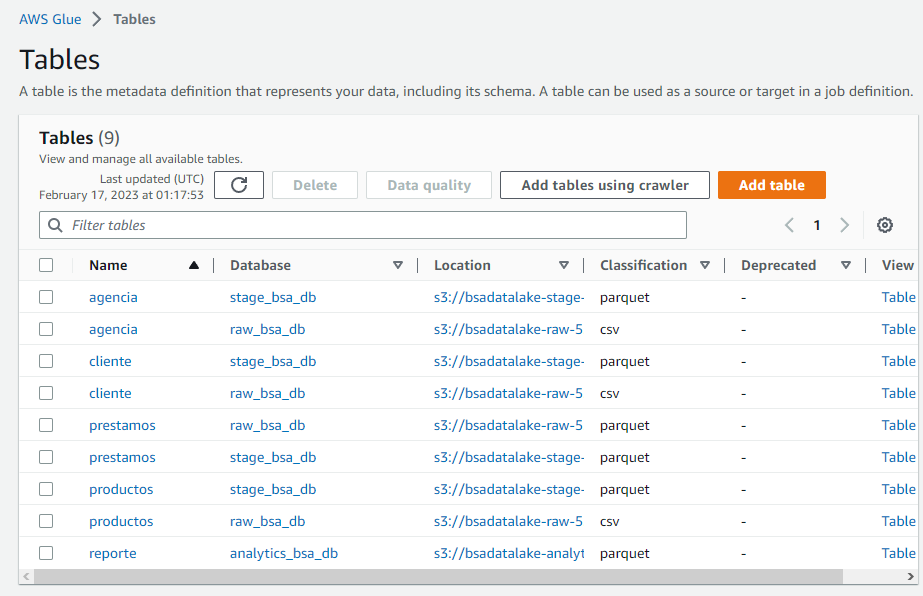 AWS Glue > Tables
Tables
A table is the metadata definition that represents your data, including its schema. A table can be used as a source or target in a job definition.
Tables (9)
View and manage all available tables.
Last updated (UTC)
February 17, 2023 at 01:17:53
Delete
Data quality
Add tables using crawler
Add table
Filter tables
1
Name Database Location Classification Deprecated View
agencia stage_bsa_db s3://bsadatalake-stage- parquet - Table
agencia raw_bsa_db s3://bsadatalake-raw-5 csv - Table
cliente stage_bsa_db s3://bsadatalake-stage- parquet - Table
cliente raw_bsa_db s3://bsadatalake-raw-5 csv - Table
prestamos raw_bsa_db s3://bsadatalake-raw-5 parquet - Table
prestamos stage_bsa_db s3://bsadatalake-stage- parquet - Table
productos stage_bsa_db s3://bsadatalake-stage- parquet - Table
productos raw_bsa_db s3://bsadatalake-raw-5 csv - Table
reporte analytics_bsa_db s3://bsadatalake-analyt parquet - Table